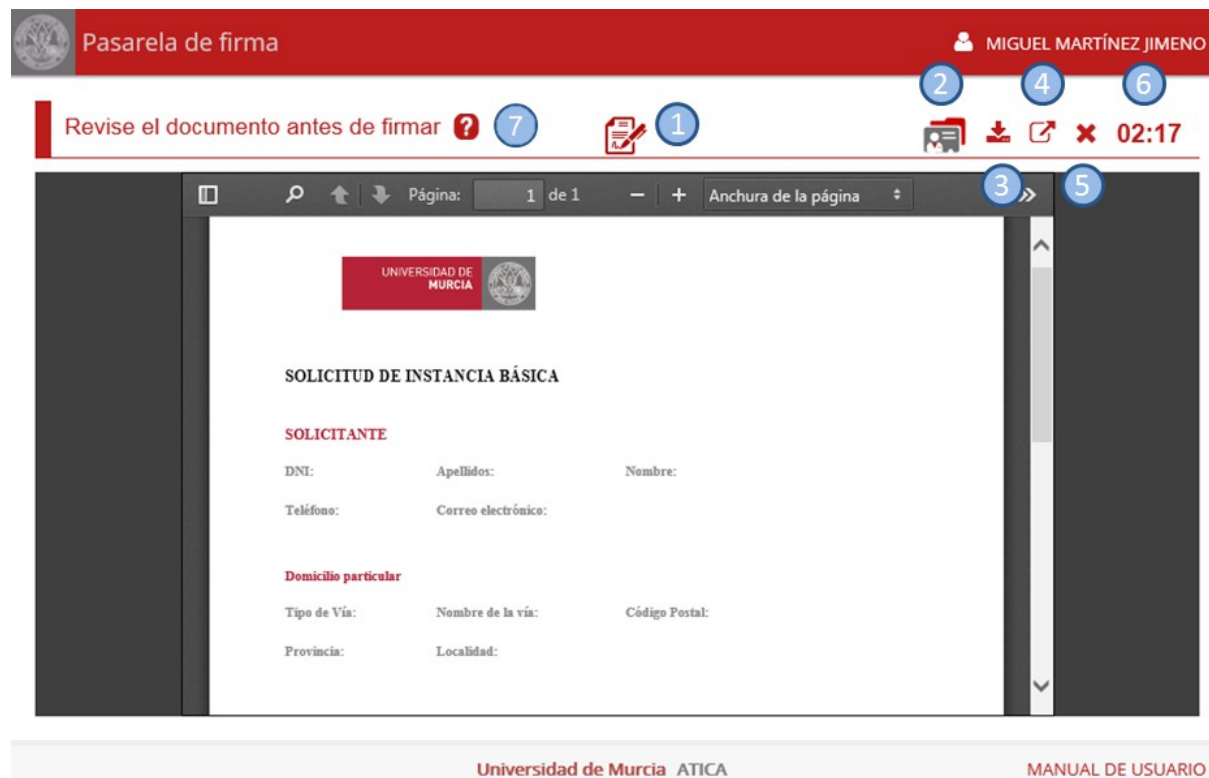 Pasarela de firma
MIGUEL MARTÍNEZ JIMENO
2 4 6
Revise el documento antes de firmar ? 7 1
02:17
3 5
Página: 1 de 1 − + Anchura de la página »
UNIVERSIDAD DE
MURCIA
SOLICITUD DE INSTANCIA BÁSICA
SOLICITANTE
DNI: Apellidos: Nombre:
Teléfono: Correo electrónico:
Domicilio particular
Tipo de Vía: Nombre de la vía: Código Postal:
Provincia: Localidad:
Universidad de Murcia ATICA MANUAL DE USUARIO